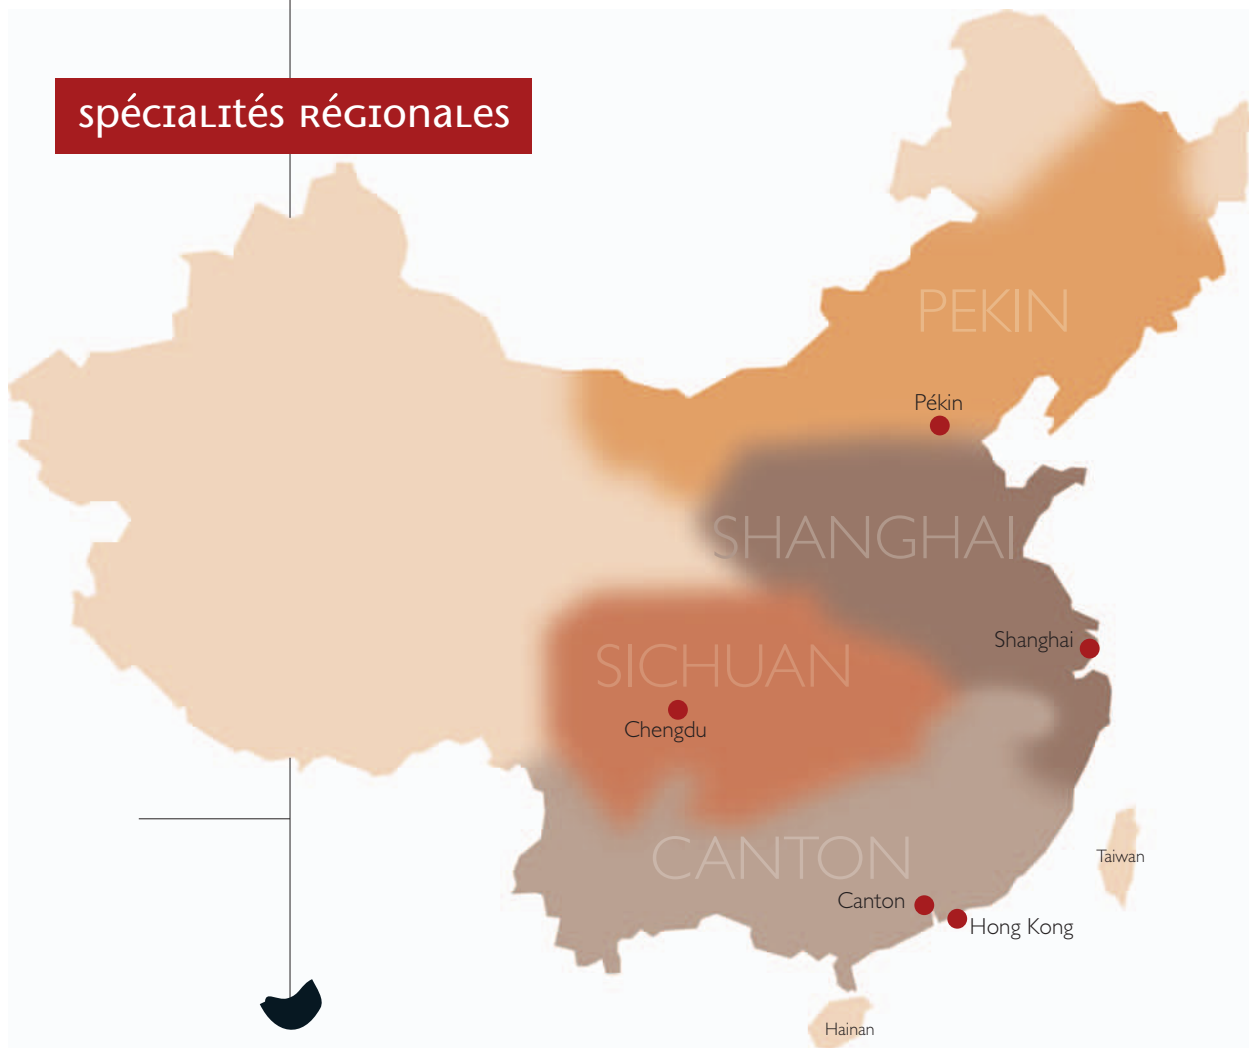 spécialités régionales
PEKIN
Pékin
SHANGHAI
Shanghai
SICHUAN
Chengdu
CANTON
Taiwan
Canton
Hong Kong
Hainan